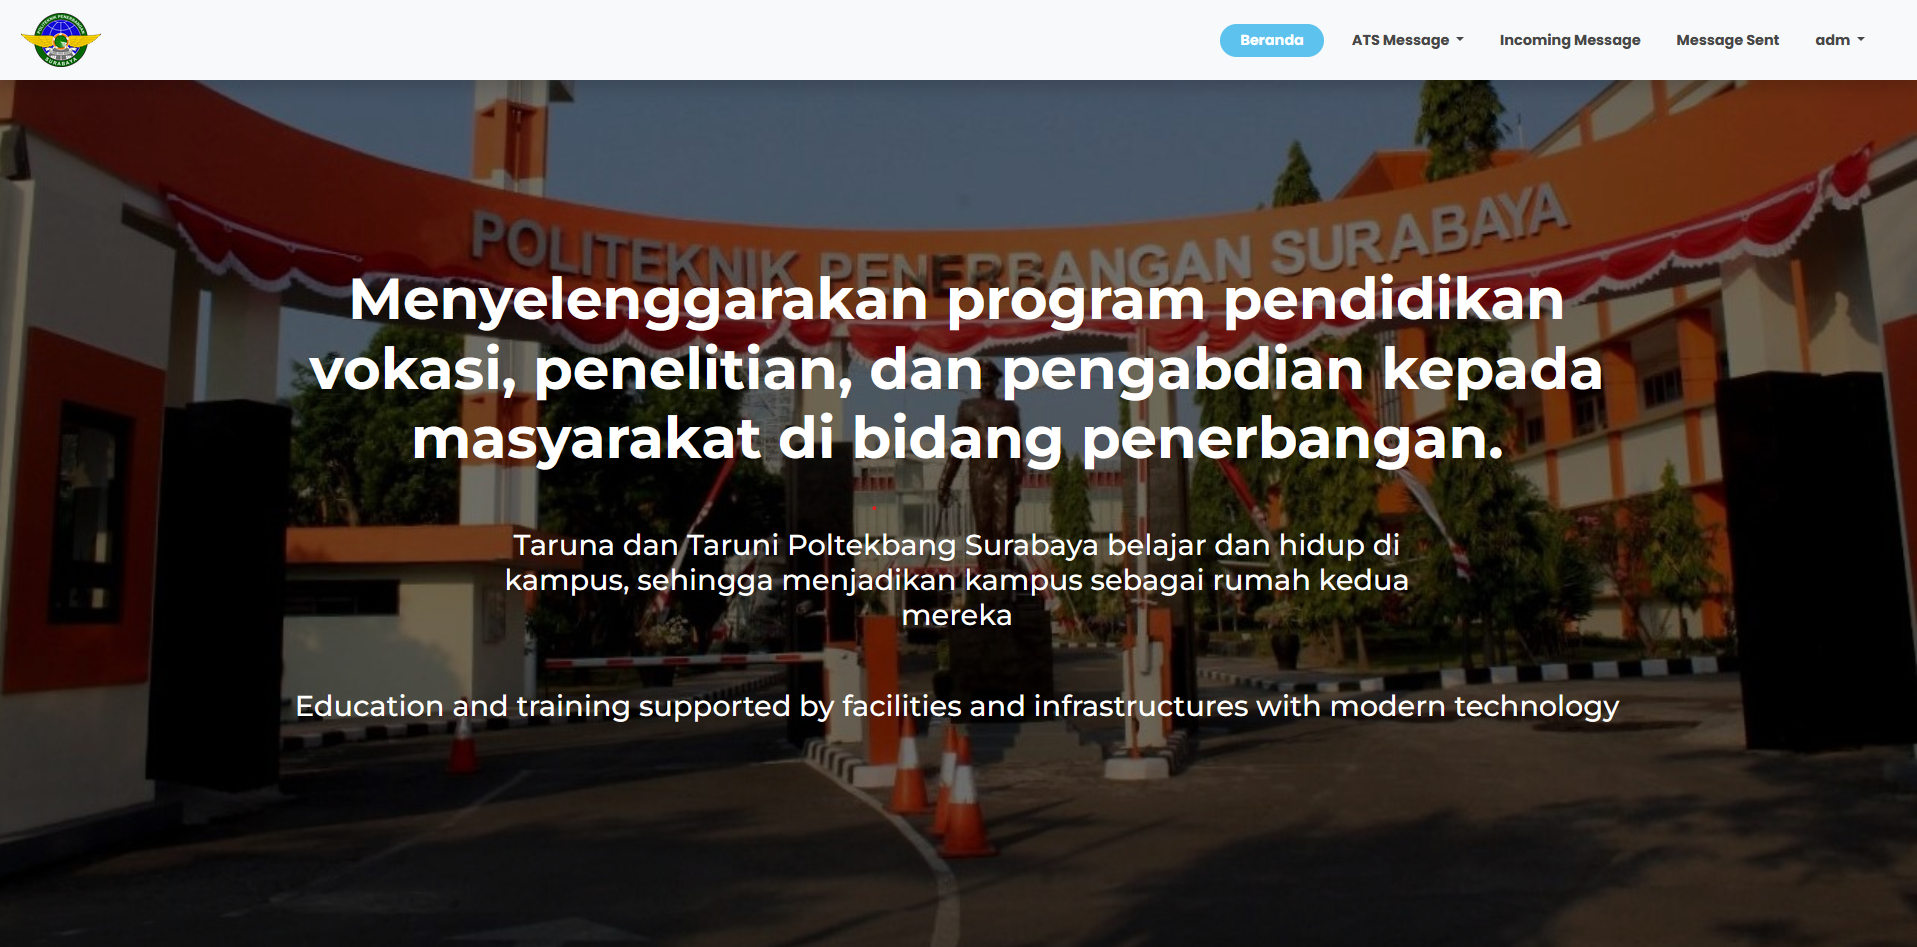 POLITEKNIK PENERBANGAN
SURABAYA
Beranda
ATS Message
Incoming Message
Message Sent
adm
POLITEKNIK PENERBANGAN SURABAYA
Menyelenggarakan program pendidikan
vokasi, penelitian, dan pengabdian kepada
masyarakat di bidang penerbangan.
Taruna dan Taruni Poltekbang Surabaya belajar dan hidup di
kampus, sehingga menjadikan kampus sebagai rumah kedua
mereka
Education and training supported by facilities and infrastructures with modern technology